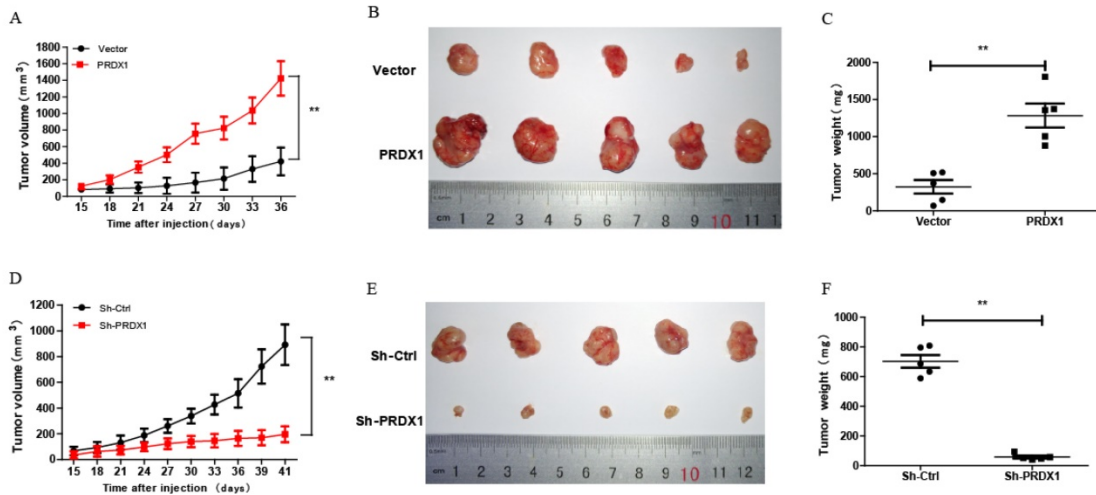 A
Vector
PRDX1
Tumor volume (mm³)
1800
1600
1400
1200
1000
800
600
400
200
0
**
15 18 21 24 27 30 33 36
Time after injection (days)
B
Vector
PRDX1
cm 1 2 3 4 5 6 7 8 9 10 11 1
C
**
Tumor weight (mg)
2000
1500
1000
500
0
Vector PRDX1
D
Sh-Ctrl
Sh-PRDX1
Tumor volume (mm³)
1200
1000
800
600
400
200
0
**
15 18 21 24 27 30 33 36 39 41
Time after injection (days)
E
Sh-Ctrl
Sh-PRDX1
cm 1 2 3 4 5 6 7 8 9 10 11 12
F
**
Tumor weight (mg)
1000
800
600
400
200
0
Sh-Ctrl Sh-PRDX1